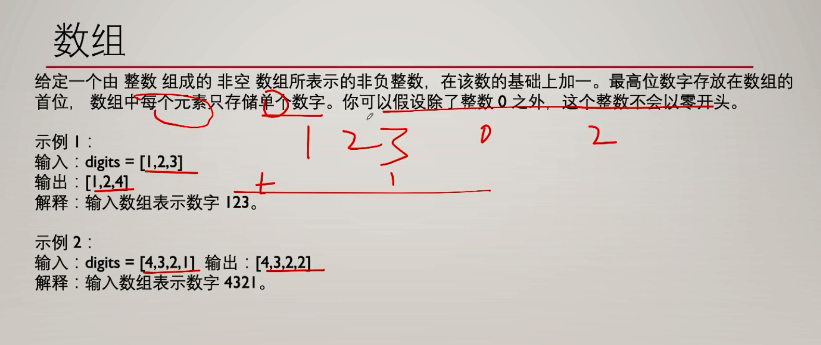 数组
给定一个由 整数 组成的 非空 数组所表示的非负整数，在该数的基础上加一。最高位数字存放在数组的
首位， 数组中每个元素只存储单个数字。你可以假设除了整数 0 之外，这个整数不会以零开头。
1 2 3 0 2
+ 1
示例 1：
输入：digits = [1,2,3]
输出：[1,2,4]
解释：输入数组表示数字 123。
示例 2：
输入：digits = [4,3,2,1] 输出：[4,3,2,2]
解释：输入数组表示数字 4321。